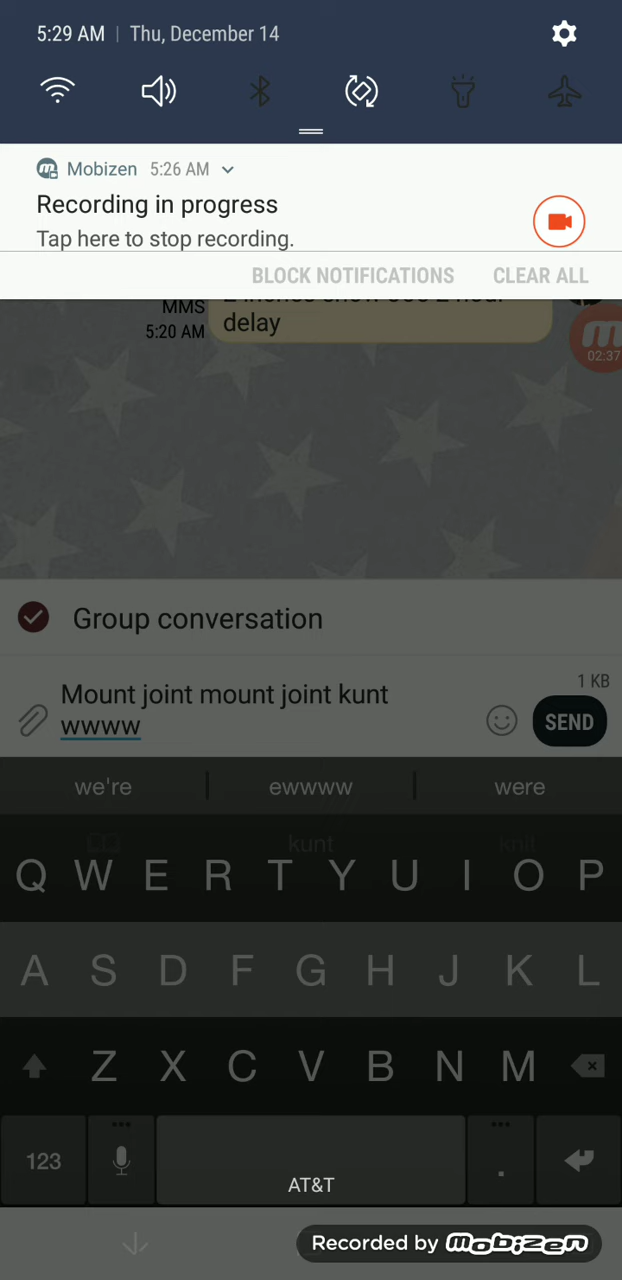 5:29 AM | Thu, December 14
Mobizen 5:26 AM
Recording in progress
Tap here to stop recording.
BLOCK NOTIFICATIONS CLEAR ALL
MMS
5:20 AM
delay
02:37
Group conversation
1 KB
Mount joint mount joint kunt
wwww
SEND
we're ewwww were
kunt knit
Q W E R T Y U I O P
A S D F G H J K L
Z X C V B N M
123 .
AT&T
Recorded by mobizen